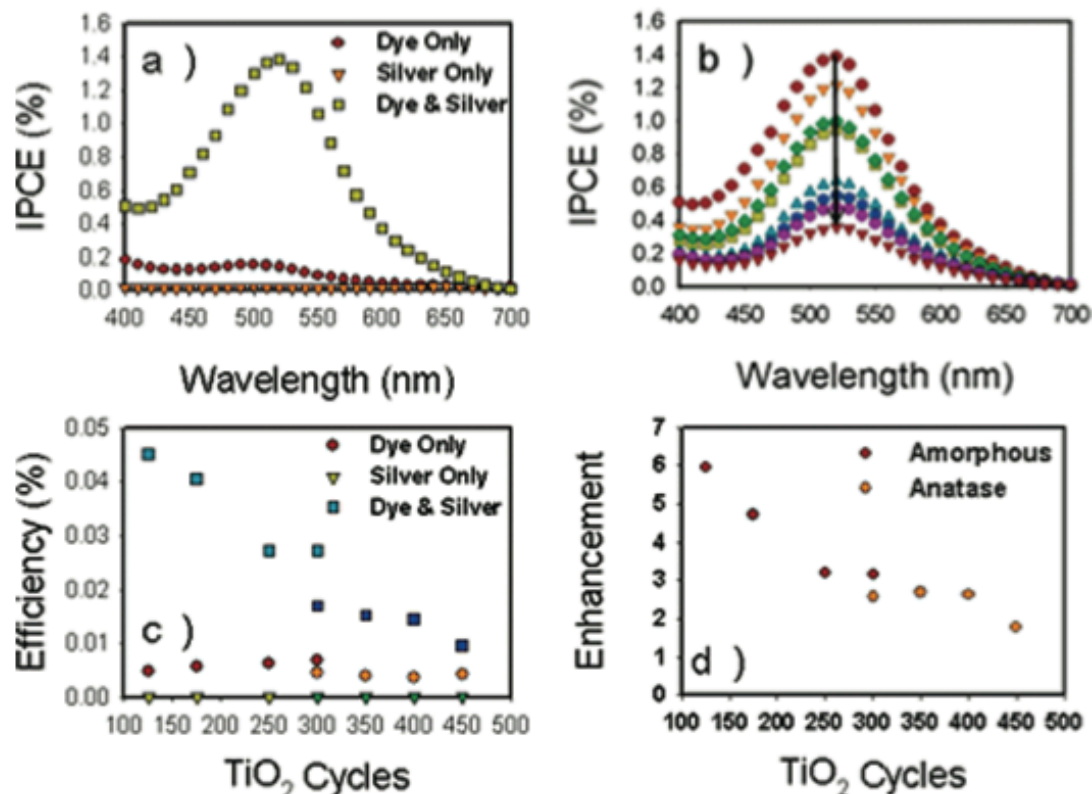 a )
Dye Only
Silver Only
Dye & Silver
IPCE (%)
1.6
1.4
1.2
1.0
0.8
0.6
0.4
0.2
0.0
400 450 500 550 600 650 700
Wavelength (nm)
b )
IPCE (%)
1.6
1.4
1.2
1.0
0.8
0.6
0.4
0.2
0.0
400 450 500 550 600 650 700
Wavelength (nm)
c )
Dye Only
Silver Only
Dye & Silver
Efficiency (%)
0.05
0.04
0.03
0.02
0.01
0.00
100 150 200 250 300 350 400 450 500
TiO₂ Cycles
d )
Amorphous
Anatase
Enhancement
7
6
5
4
3
2
1
0
100 150 200 250 300 350 400 450 500
TiO₂ Cycles